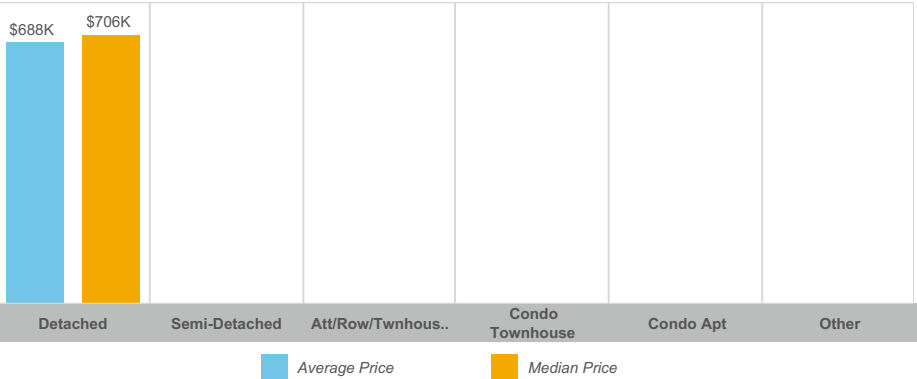 $688K
$706K
Detached
Semi-Detached
Att/Row/Twnhous..
Condo
Townhouse
Condo Apt
Other
Average Price
Median Price